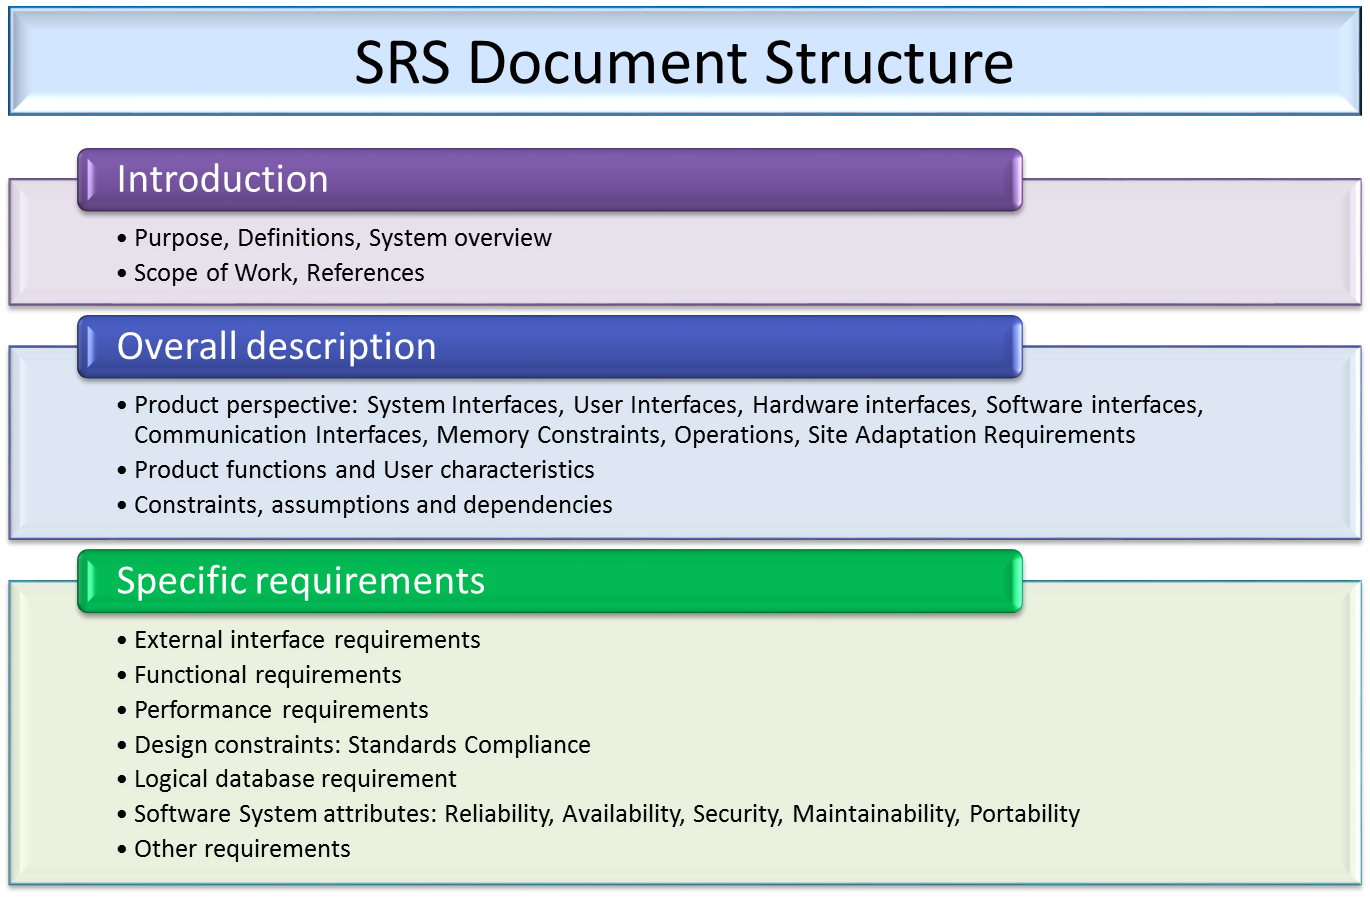 SRS Document Structure
Introduction
• Purpose, Definitions, System overview
• Scope of Work, References
Overall description
• Product perspective: System Interfaces, User Interfaces, Hardware interfaces, Software interfaces,
Communication Interfaces, Memory Constraints, Operations, Site Adaptation Requirements
• Product functions and User characteristics
• Constraints, assumptions and dependencies
Specific requirements
• External interface requirements
• Functional requirements
• Performance requirements
• Design constraints: Standards Compliance
• Logical database requirement
• Software System attributes: Reliability, Availability, Security, Maintainability, Portability
• Other requirements